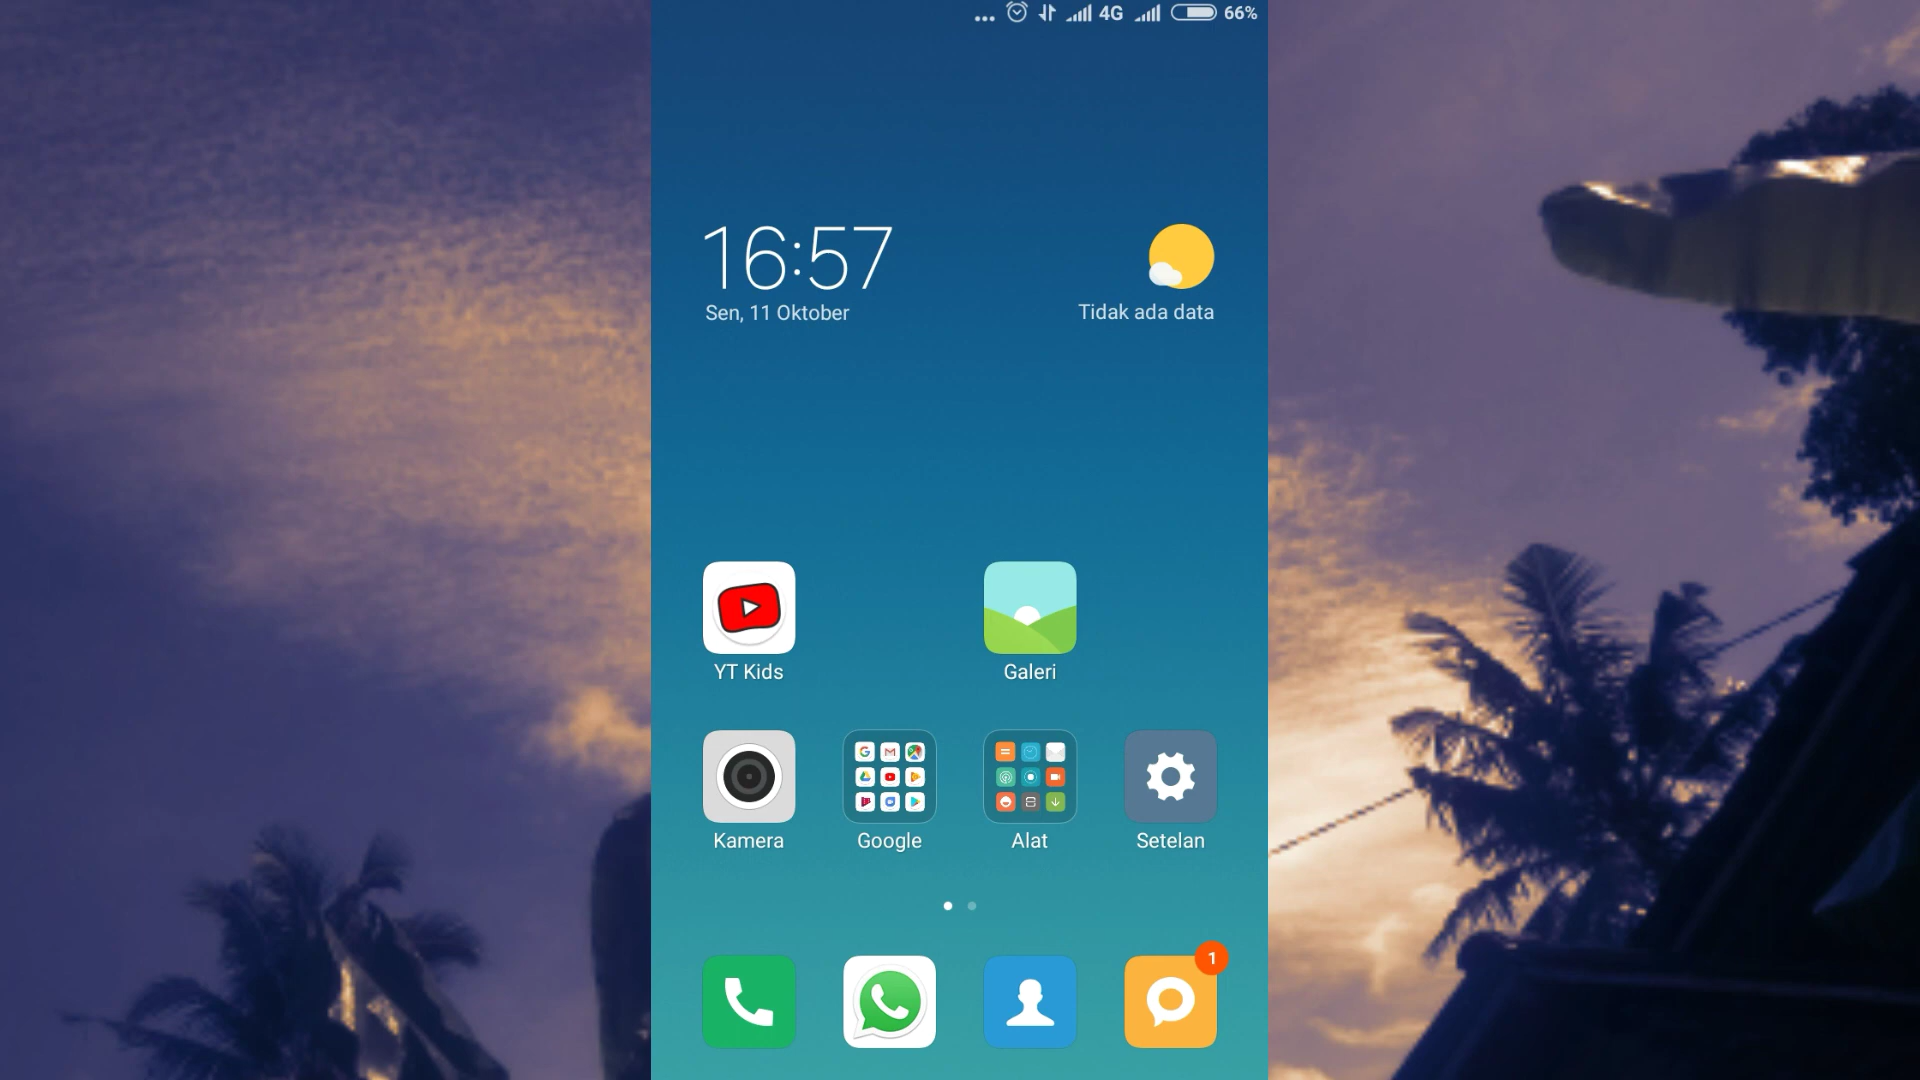 ... 4G 66%
16:57
Sen, 11 Oktober
Tidak ada data
YT Kids
Galeri
Kamera
Google
Alat
Setelan
1